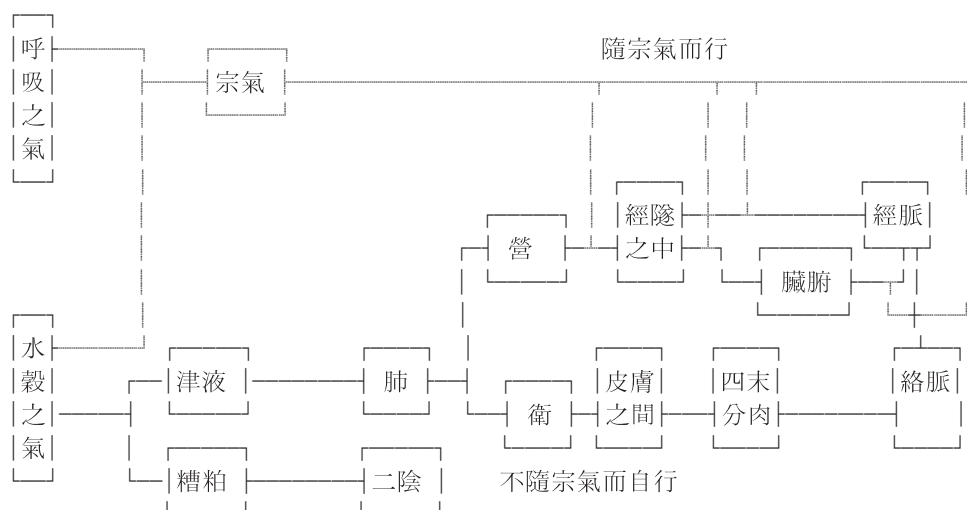 呼吸之氣
宗氣
隨宗氣而行
營
經隧
之中
經脈
臟腑
水穀之氣
津液
肺
衛
皮膚
之間
四末
分肉
絡脈
糟粕
二陰
不隨宗氣而自行